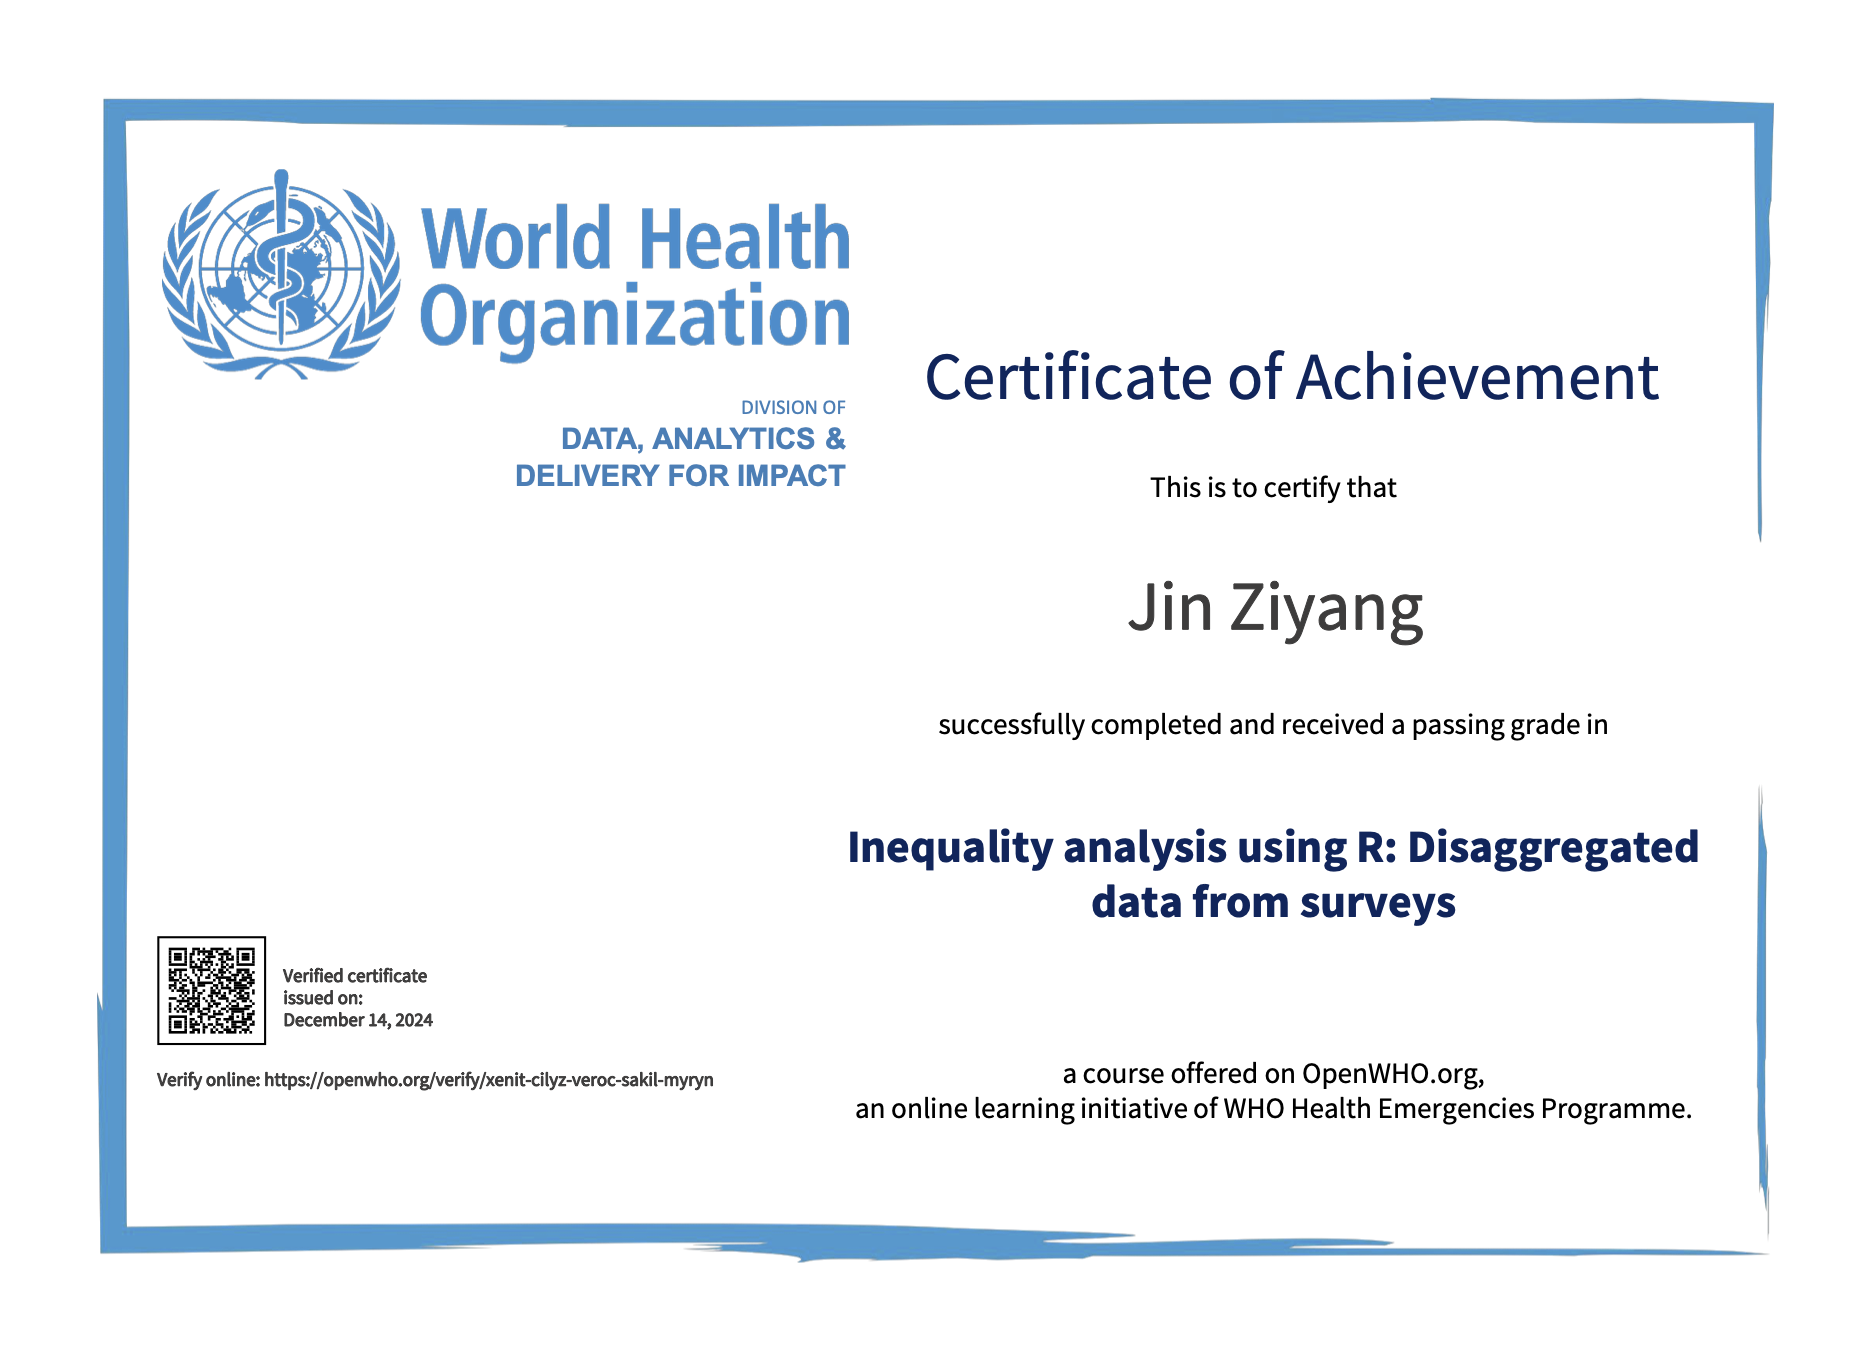 World Health
Organization
DIVISION OF
DATA, ANALYTICS &
DELIVERY FOR IMPACT
Certificate of Achievement
This is to certify that
Jin Ziyang
successfully completed and received a passing grade in
Inequality analysis using R: Disaggregated
data from surveys
Verified certificate
issued on:
December 14, 2024
Verify online: https://openwho.org/verify/xenit-cilyz-veroc-sakil-myryn
a course offered on OpenWHO.org,
an online learning initiative of WHO Health Emergencies Programme.